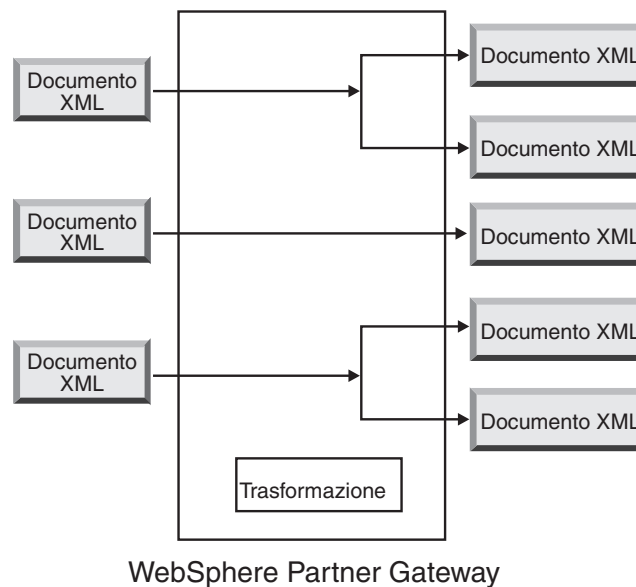 Documento
XML
Documento XML
Documento XML
Documento
XML
Documento XML
Documento
XML
Documento XML
Documento XML
Trasformazione
WebSphere Partner Gateway